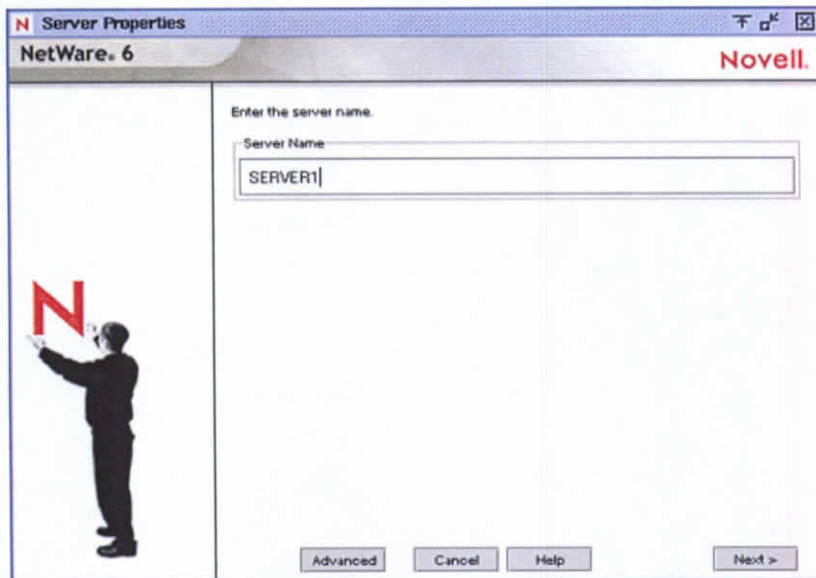 N Server Properties
NetWare. 6
Novell.
Enter the server name.
Server Name
SERVER1
N
Advanced Cancel Help Next >